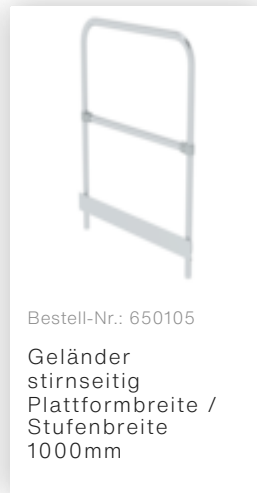 Bestell-Nr.: 650105
Geländer
stirnseitig
Plattformbreite /
Stufenbreite
1000mm